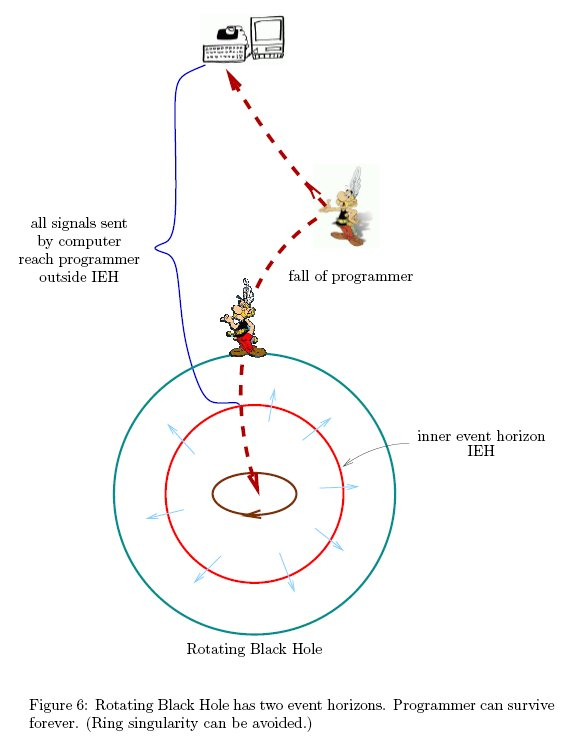 all signals sent
by computer
reach programmer
outside IEH
fall of programmer
inner event horizon
IEH
Rotating Black Hole
Figure 6: Rotating Black Hole has two event horizons. Programmer can survive
forever. (Ring singularity can be avoided.)